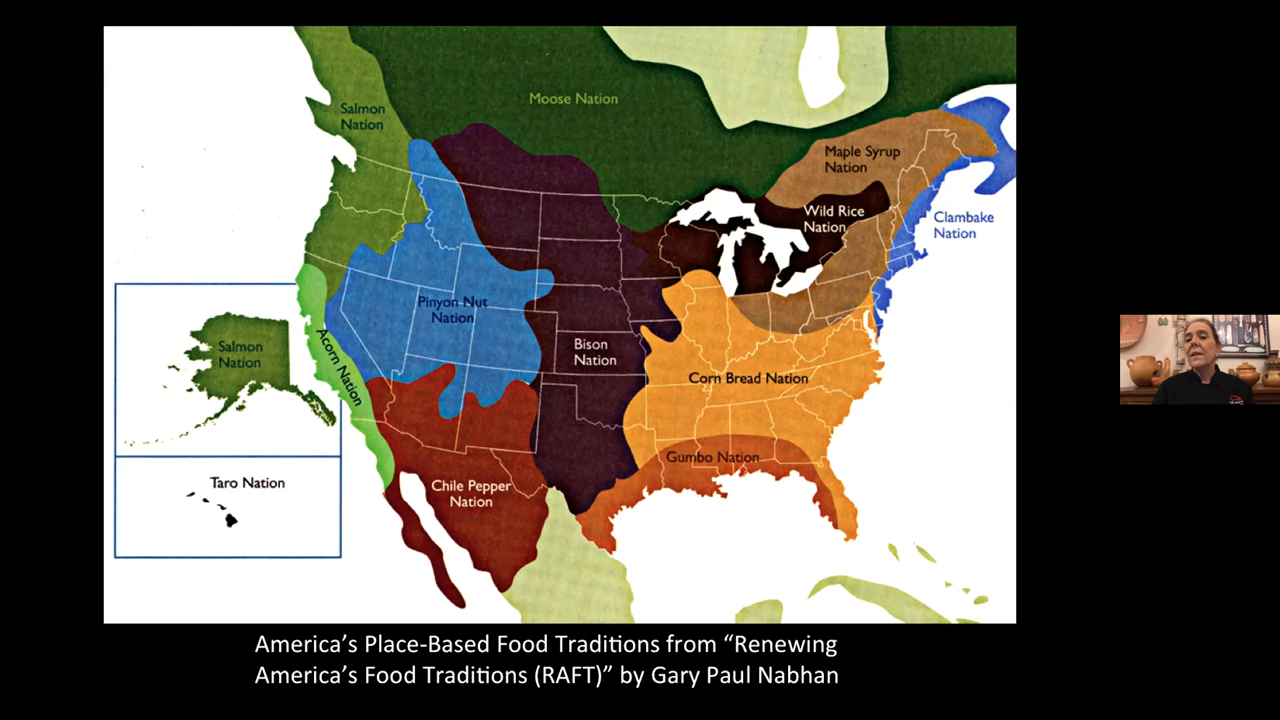 Moose Nation
Salmon
Nation
Maple Syrup
Nation
Wild Rice
Nation
Clambake
Nation
Pinyon Nut
Nation
Salmon
Nation
Acorn Nation
Bison
Nation
Corn Bread Nation
Gumbo Nation
Taro Nation
Chile Pepper
Nation
America’s Place-Based Food Traditions from “Renewing
America’s Food Traditions (RAFT)” by Gary Paul Nabhan